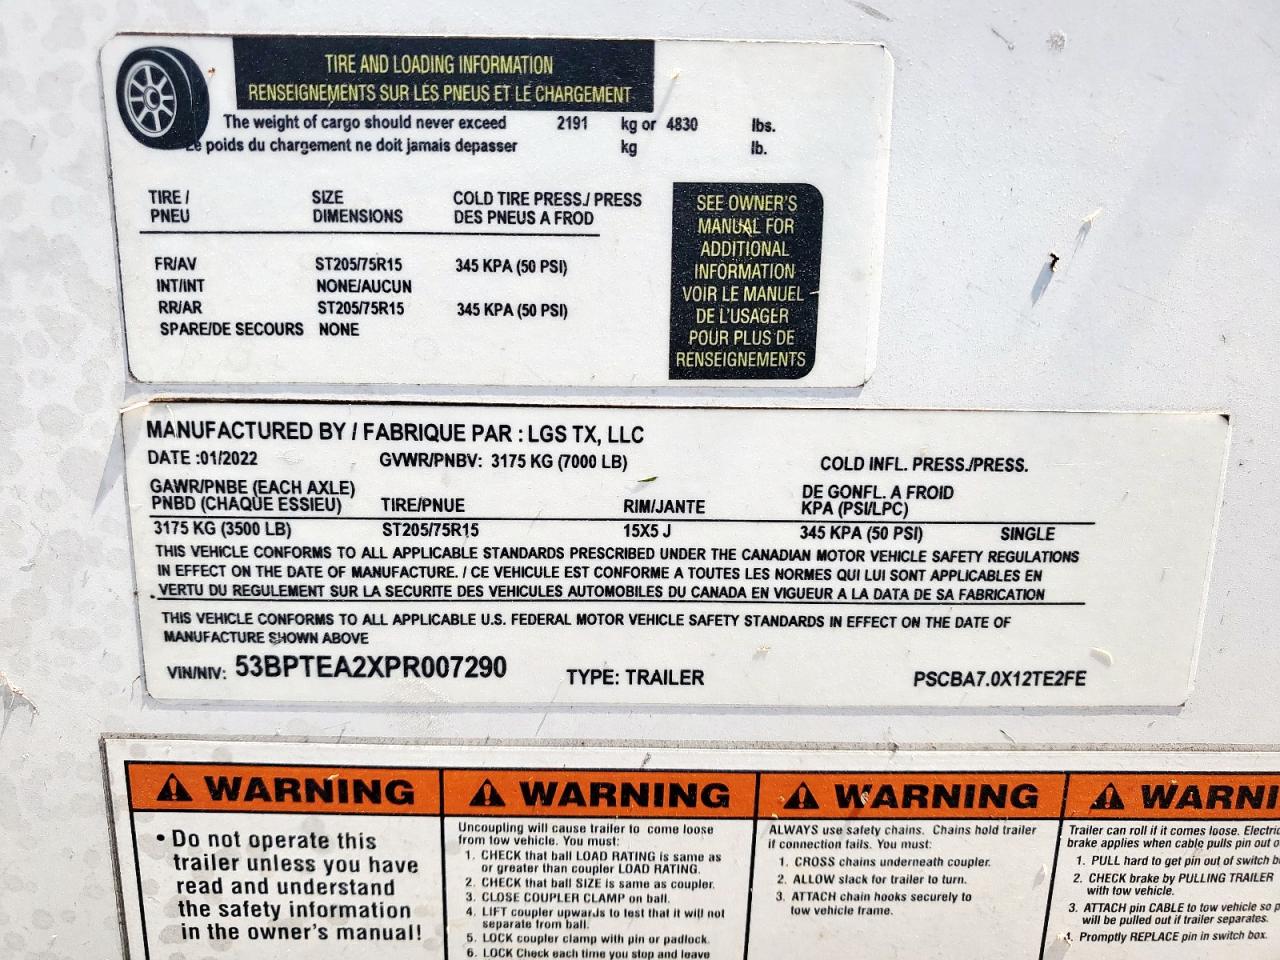 TIRE AND LOADING INFORMATION
RENSEIGNEMENTS SUR LES PNEUS ET LE CHARGEMENT
The weight of cargo should never exceed 2191 kg or 4830 lbs.
Le poids du chargement ne doit jamais depasser kg lb.
TIRE / SIZE COLD TIRE PRESS./ PRESS
PNEU DIMENSIONS DES PNEUS A FROD
FR/AV ST205/75R15 345 KPA (50 PSI)
INT/INT NONE/AUCUN
RR/AR ST205/75R15 345 KPA (50 PSI)
SPARE/DE SECOURS NONE
SEE OWNER'S
MANUAL FOR
ADDITIONAL
INFORMATION
VOIR LE MANUEL
DE L'USAGER
POUR PLUS DE
RENSEIGNEMENTS
MANUFACTURED BY / FABRIQUE PAR : LGS TX, LLC
DATE :01/2022 GVWR/PNBV: 3175 KG (7000 LB) COLD INFL. PRESS./PRESS.
GAWR/PNBE (EACH AXLE) DE GONFL. A FROID
PNBD (CHAQUE ESSIEU) TIRE/PNUE RIM/JANTE KPA (PSI/LPC)
3175 KG (3500 LB) ST205/75R15 15X5 J 345 KPA (50 PSI) SINGLE
THIS VEHICLE CONFORMS TO ALL APPLICABLE STANDARDS PRESCRIBED UNDER THE CANADIAN MOTOR VEHICLE SAFETY REGULATIONS
IN EFFECT ON THE DATE OF MANUFACTURE. / CE VEHICULE EST CONFORME A TOUTES LES NORMES QUI LUI SONT APPLICABLES EN
VERTU DU REGULEMENT SUR LA SECURITE DES VEHICULES AUTOMOBILES DU CANADA EN VIGUEUR A LA DATA DE SA FABRICATION
THIS VEHICLE CONFORMS TO ALL APPLICABLE U.S. FEDERAL MOTOR VEHICLE SAFETY STANDARDS IN EFFECT ON THE DATE OF
MANUFACTURE SHOWN ABOVE
VIN/NIV: 53BPTEA2XPR007290 TYPE: TRAILER PSCBA7.0X12TE2FE
WARNING
• Do not operate this
trailer unless you have
read and understand
the safety information
in the owner's manual!
WARNING
Uncoupling will cause trailer to come loose
from tow vehicle. You must:
1. CHECK that ball LOAD RATING is same as
or greater than coupler LOAD RATING.
2. CHECK that ball SIZE is same as coupler.
3. CLOSE COUPLER CLAMP on ball.
4. LIFT coupler upwards to test that it will not
separate from ball.
5. LOCK coupler clamp with pin or padlock.
6. LOCK Check each time you stop and leave
WARNING
ALWAYS use safety chains. Chains hold trailer
if connection fails. You must:
1. CROSS chains underneath coupler.
2. ALLOW slack for trailer to turn.
3. ATTACH chain hooks securely to
tow vehicle frame.
WARNI
Trailer can roll if it comes loose. Electric
brake applies when cable pulls pin out o
1. PULL hard to get pin out of switch b
2. CHECK brake by PULLING TRAILER
with tow vehicle.
3. ATTACH pin CABLE to tow vehicle so p
will be pulled out if trailer separates.
4. Promptly REPLACE pin in switch box.